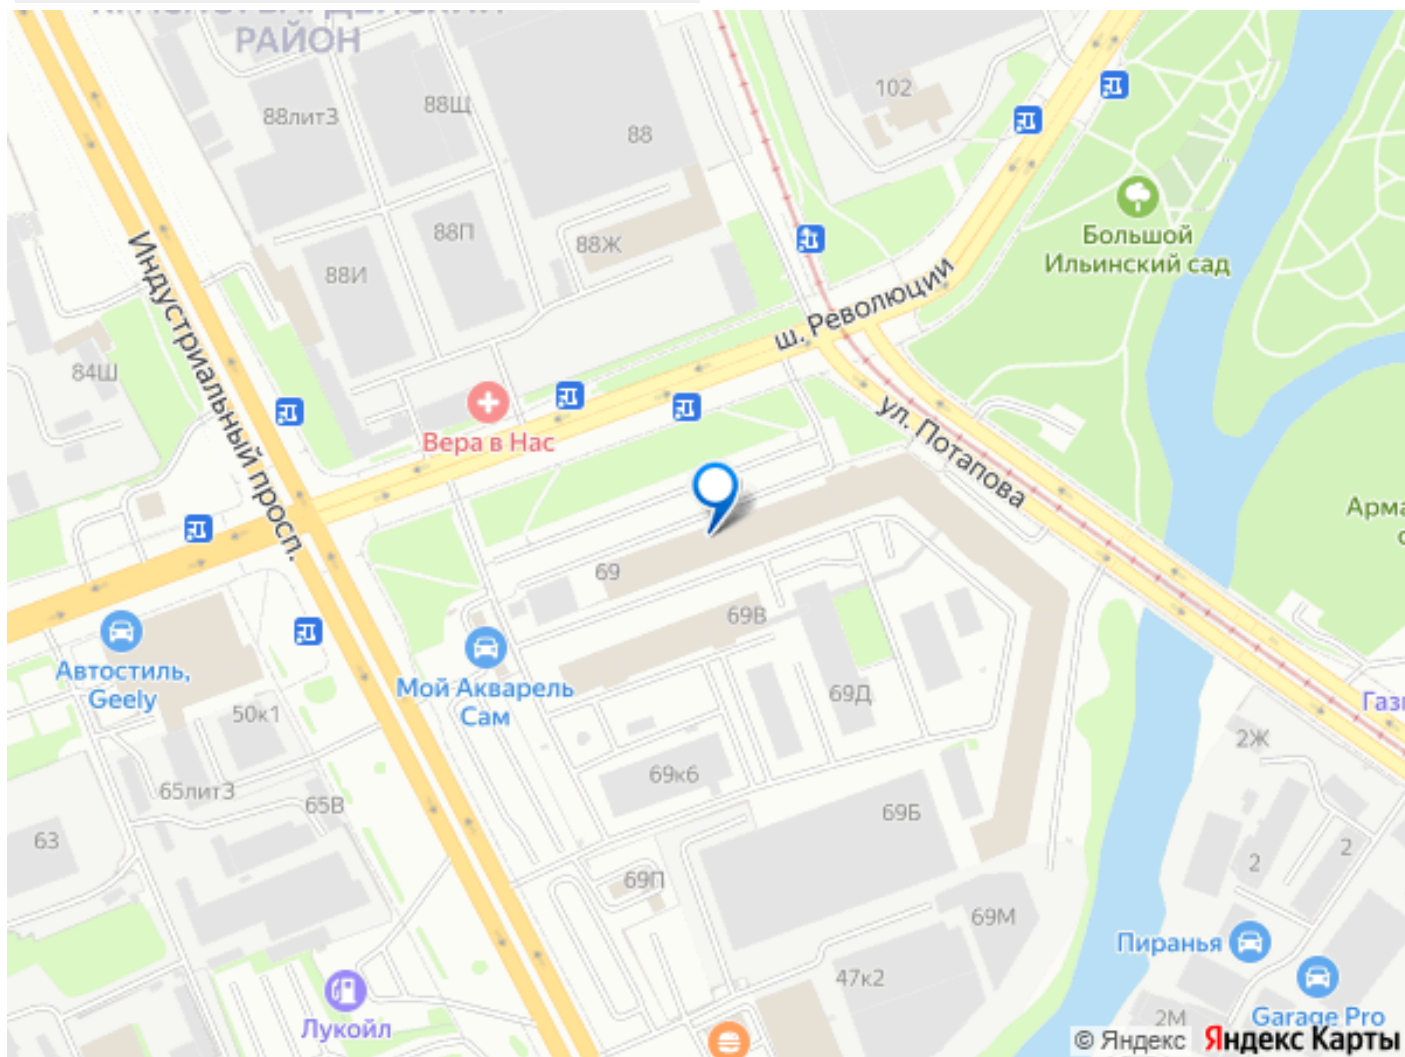 РАЙОН
102
88Щ
88лит3
88
88П
88Ж
88И
Большой
Ильинский сад
ш. Революции
Индустриальный просп.
84Ш
Вера в Нас
ул. Потапова
69
69В
Автостиль,
Geely
Мой Акварель
Сам
69Д
50к1
2Ж
69к6
65лит3
65В
69Б
63
2
2
69П
69М
Пиранья
47к2
Лукойл
2М
Garage Pro
© Яндекс
Яндекс Карты